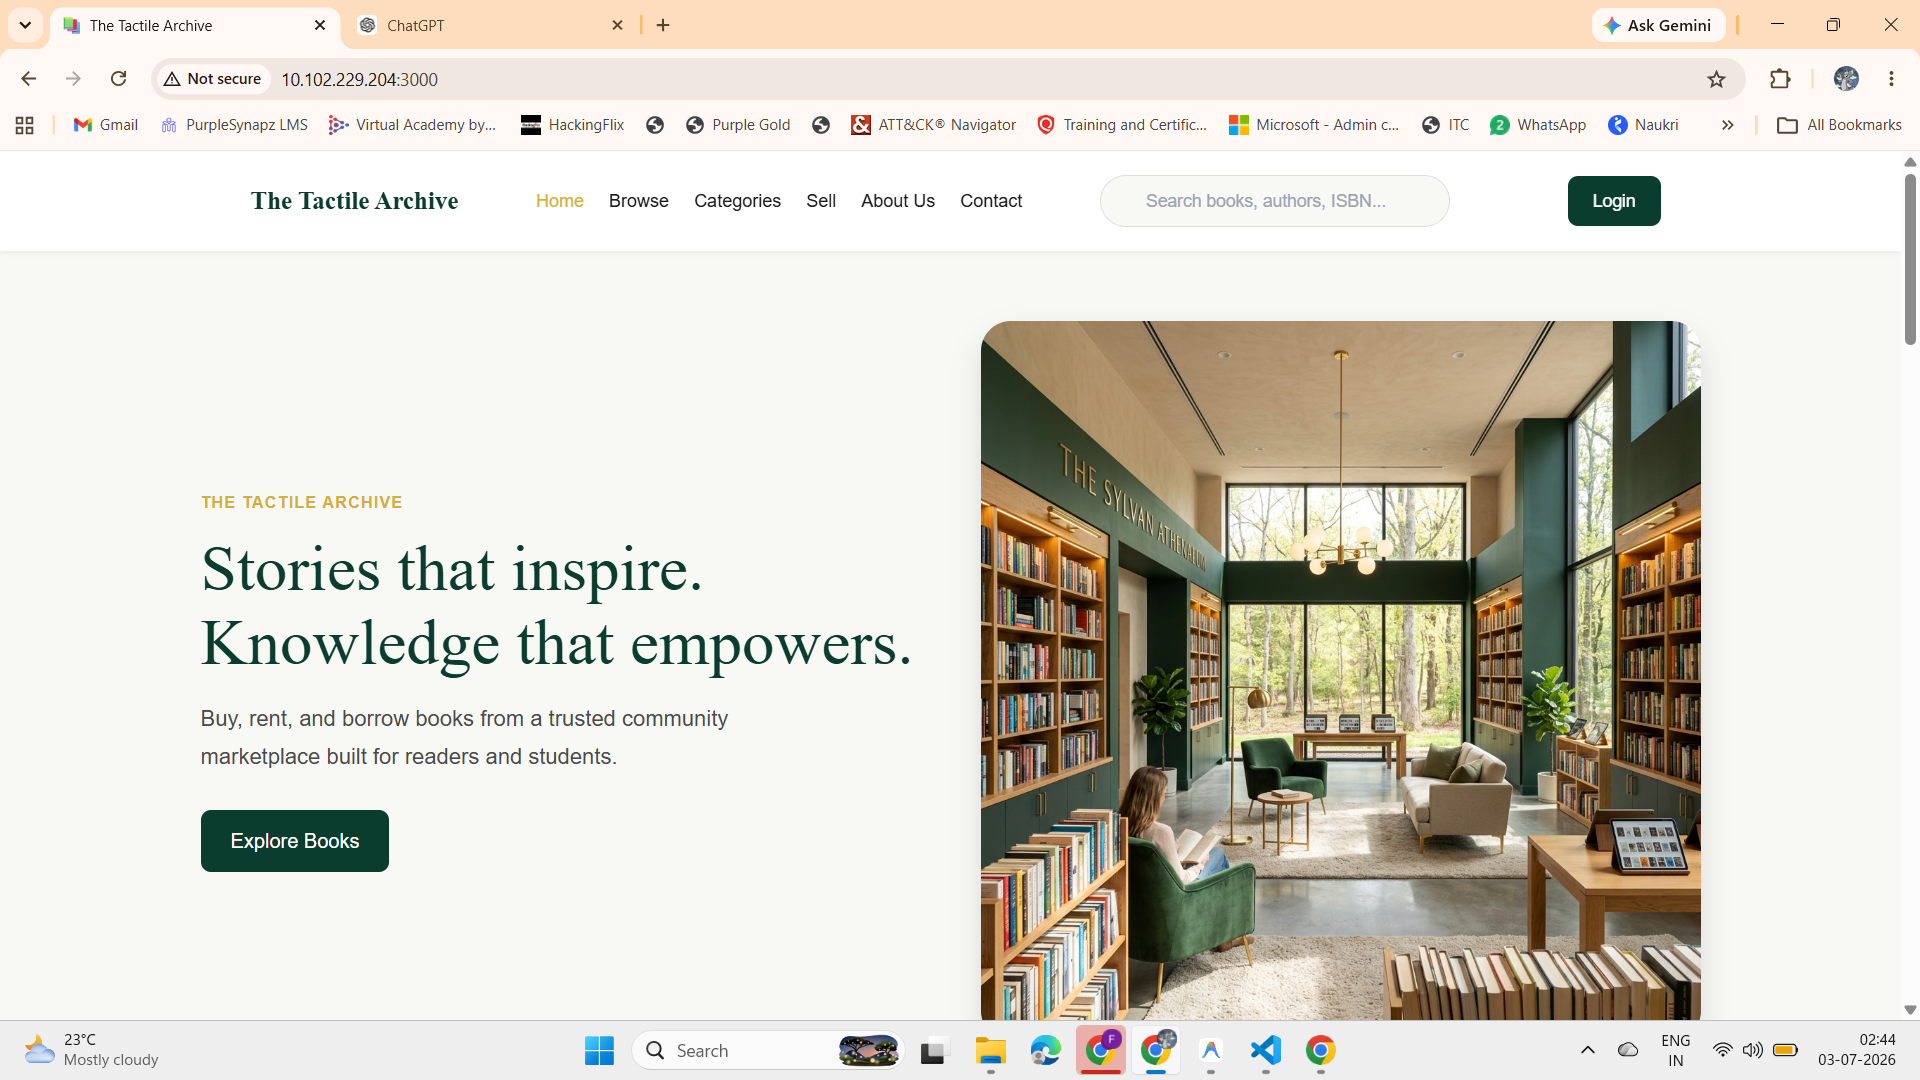 The Tactile Archive
ChatGPT
Ask Gemini
Not secure
10.102.229.204:3000
Gmail
PurpleSynapz LMS
Virtual Academy by...
HackingFlix
Purple Gold
ATT&CK® Navigator
Training and Certific...
Microsoft - Admin c...
ITC
2
WhatsApp
Naukri
All Bookmarks
The Tactile Archive
Home
Browse
Categories
Sell
About Us
Contact
Search books, authors, ISBN...
Login
THE TACTILE ARCHIVE
Stories that inspire.
Knowledge that empowers.
Buy, rent, and borrow books from a trusted community
marketplace built for readers and students.
Explore Books
THE SYLVAN ATHENAEUM
23°C
Mostly cloudy
Search
F
ENG
IN
02:44
03-07-2026